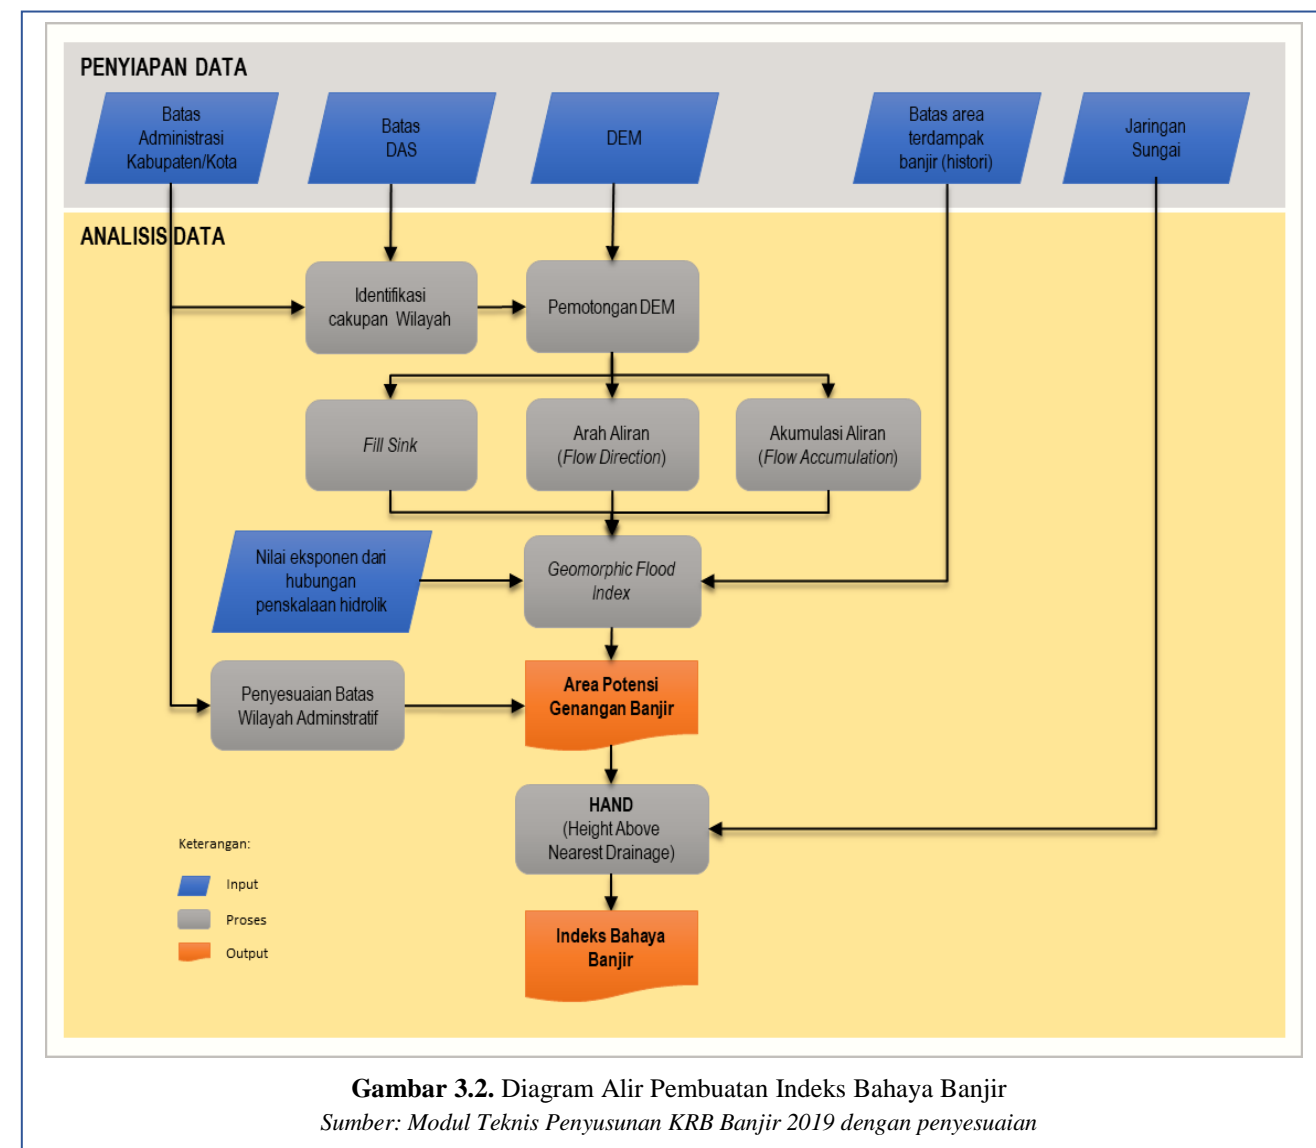 PENYIAPAN DATA
Batas
Administrasi
Kabupaten/Kota
Batas
DAS
DEM
Batas area
terdampak
banjir (histori)
Jaringan
Sungai
ANALISIS DATA
Identifikasi
cakupan Wilayah
Pemotongan DEM
Fill Sink
Arah Aliran
(Flow Direction)
Akumulasi Aliran
(Flow Accumulation)
Nilai eksponen dari
hubungan
penskalaan hidrolik
Geomorphic Flood
Index
Penyesuaian Batas
Wilayah Adminstratif
Area Potensi
Genangan Banjir
HAND
(Height Above
Nearest Drainage)
Indeks Bahaya
Banjir
Keterangan:
Input
Proses
Output
Gambar 3.2. Diagram Alir Pembuatan Indeks Bahaya Banjir
Sumber: Modul Teknis Penyusunan KRB Banjir 2019 dengan penyesuaian